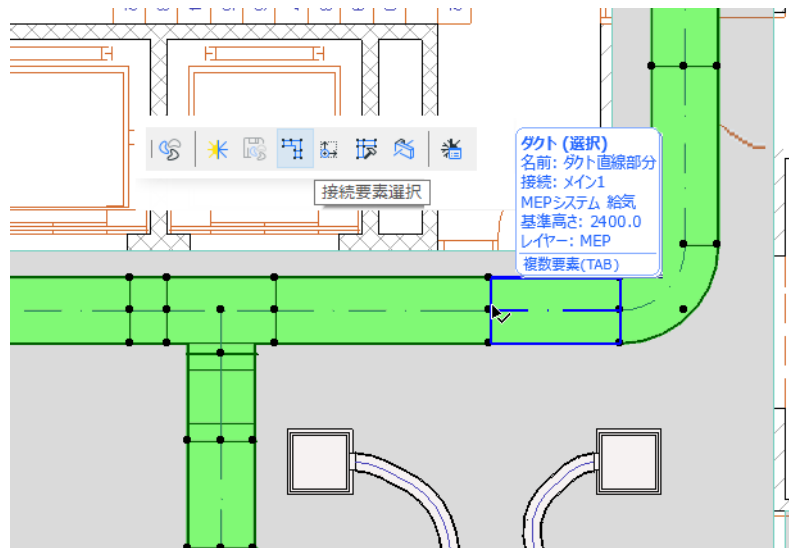 接続要素選択
ダクト (選択)
名前: ダクト直線部分
接続: メイン1
MEPシステム 給気
基準高さ: 2400.0
レイヤー: MEP
複数要素(TAB)